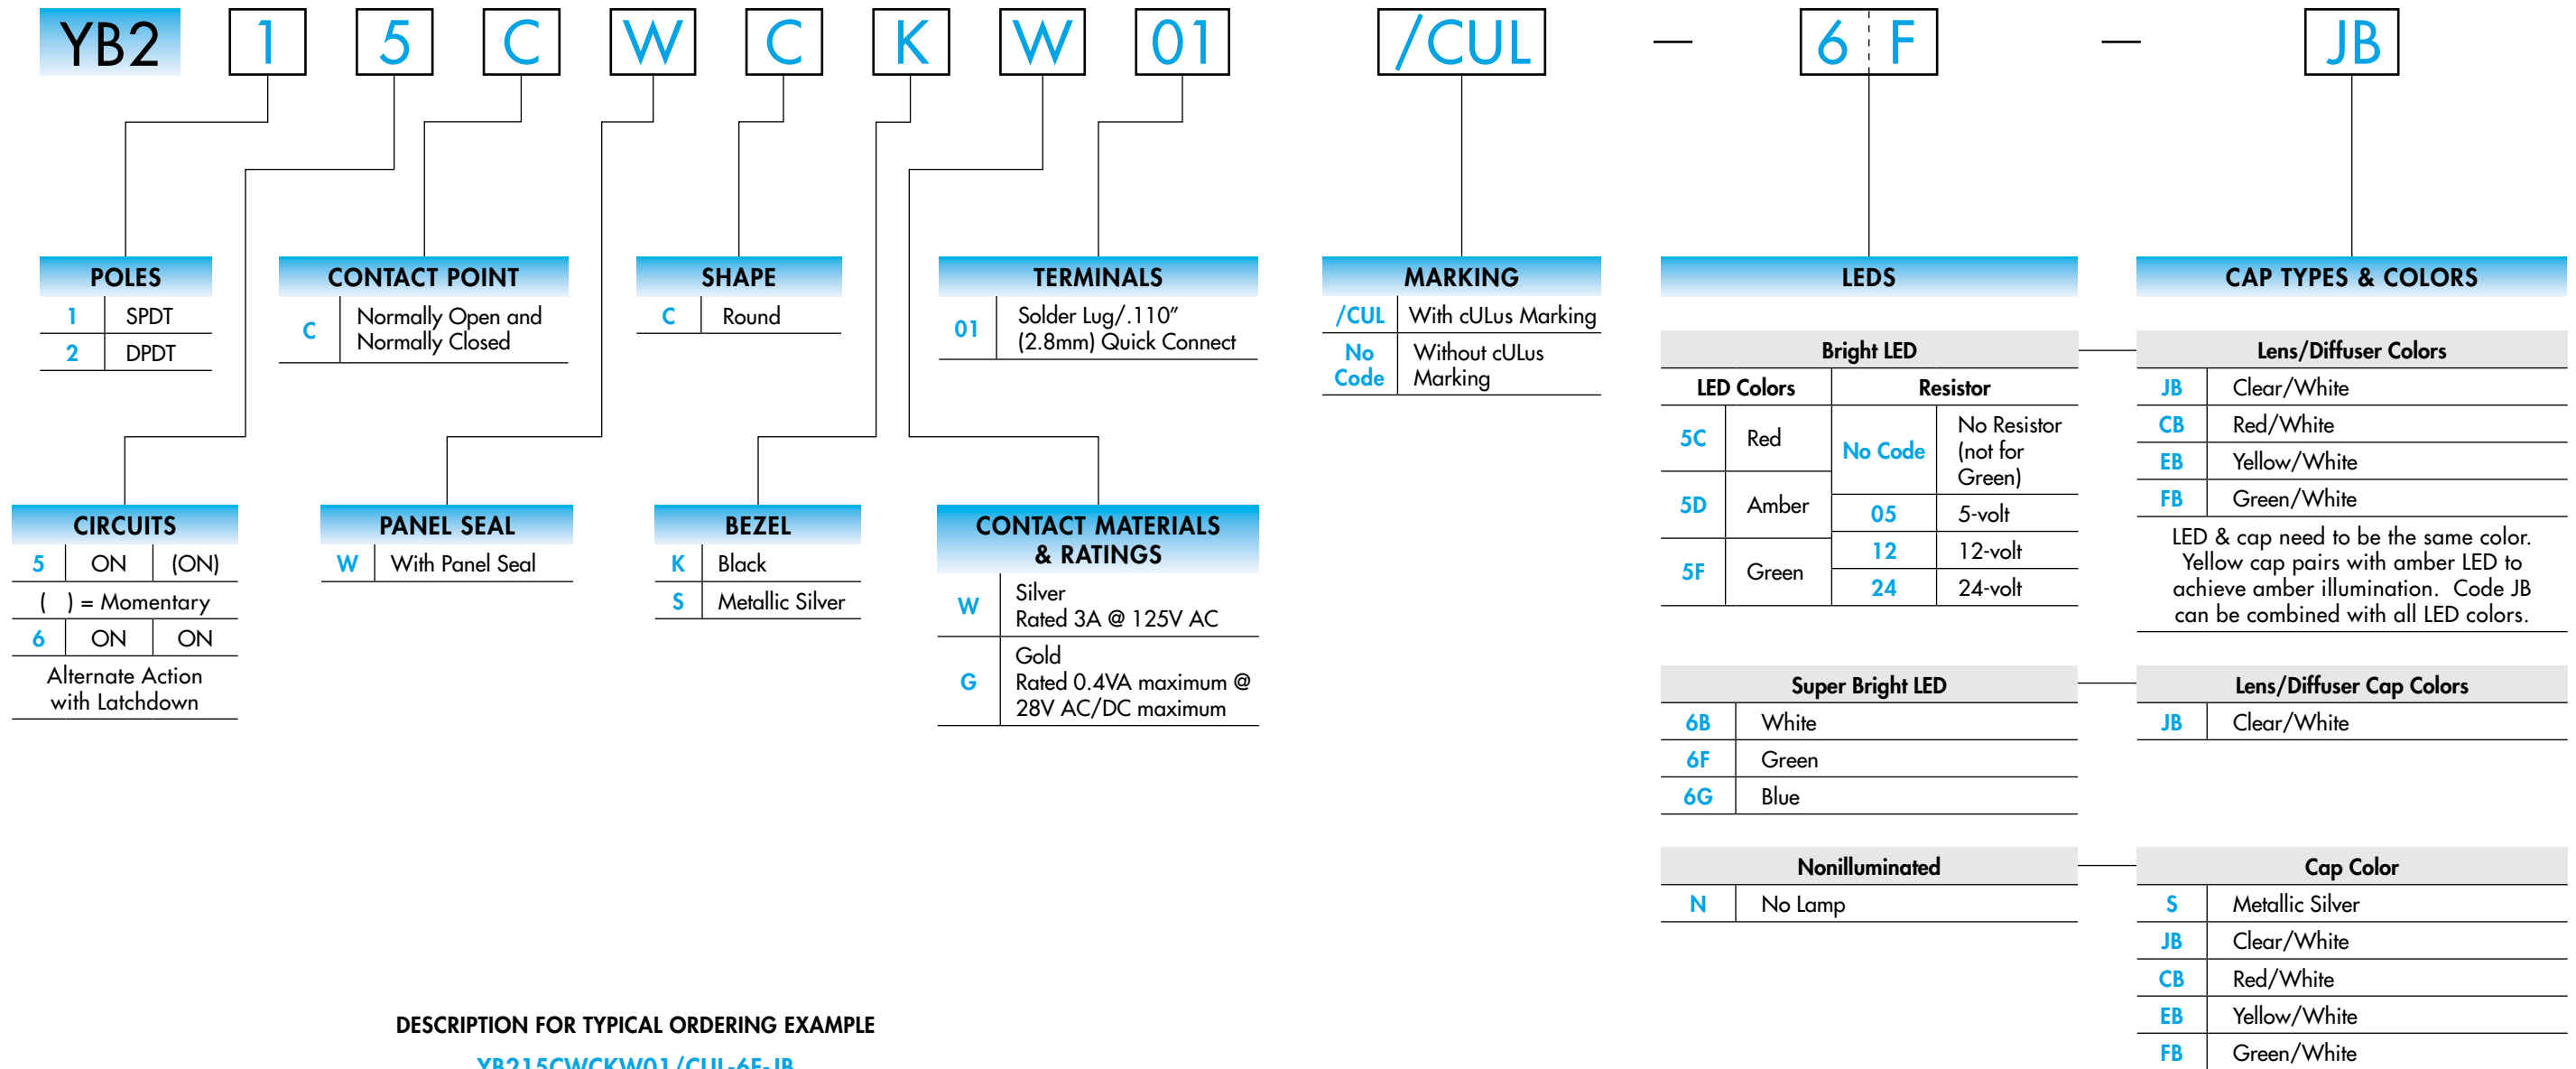 YB2 1 5 C W C K W 01 /CUL — 6 F — JB
POLES
1 SPDT
2 DPDT
CONTACT POINT
C Normally Open and
Normally Closed
SHAPE
C Round
TERMINALS
01 Solder Lug/.110”
(2.8mm) Quick Connect
MARKING
/CUL With cULus Marking
No Code Without cULus
Marking
CIRCUITS
5 ON (ON)
( ) = Momentary
6 ON ON
Alternate Action
with Latchdown
PANEL SEAL
W With Panel Seal
BEZEL
K Black
S Metallic Silver
CONTACT MATERIALS
& RATINGS
W Silver
Rated 3A @ 125V AC
G Gold
Rated 0.4VA maximum @
28V AC/DC maximum
LEDS
Bright LED
LED Colors Resistor
5C Red
5D Amber
5F Green
No Code No Resistor
(not for
Green)
05 5-volt
12 12-volt
24 24-volt
Super Bright LED
6B White
6F Green
6G Blue
Nonilluminated
N No Lamp
CAP TYPES & COLORS
Lens/Diffuser Colors
JB Clear/White
CB Red/White
EB Yellow/White
FB Green/White
LED & cap need to be the same color.
Yellow cap pairs with amber LED to
achieve amber illumination. Code JB
can be combined with all LED colors.
Lens/Diffuser Cap Colors
JB Clear/White
Cap Color
S Metallic Silver
JB Clear/White
CB Red/White
EB Yellow/White
FB Green/White
DESCRIPTION FOR TYPICAL ORDERING EXAMPLE
YB215CWCKW01/CUL-6F-JB